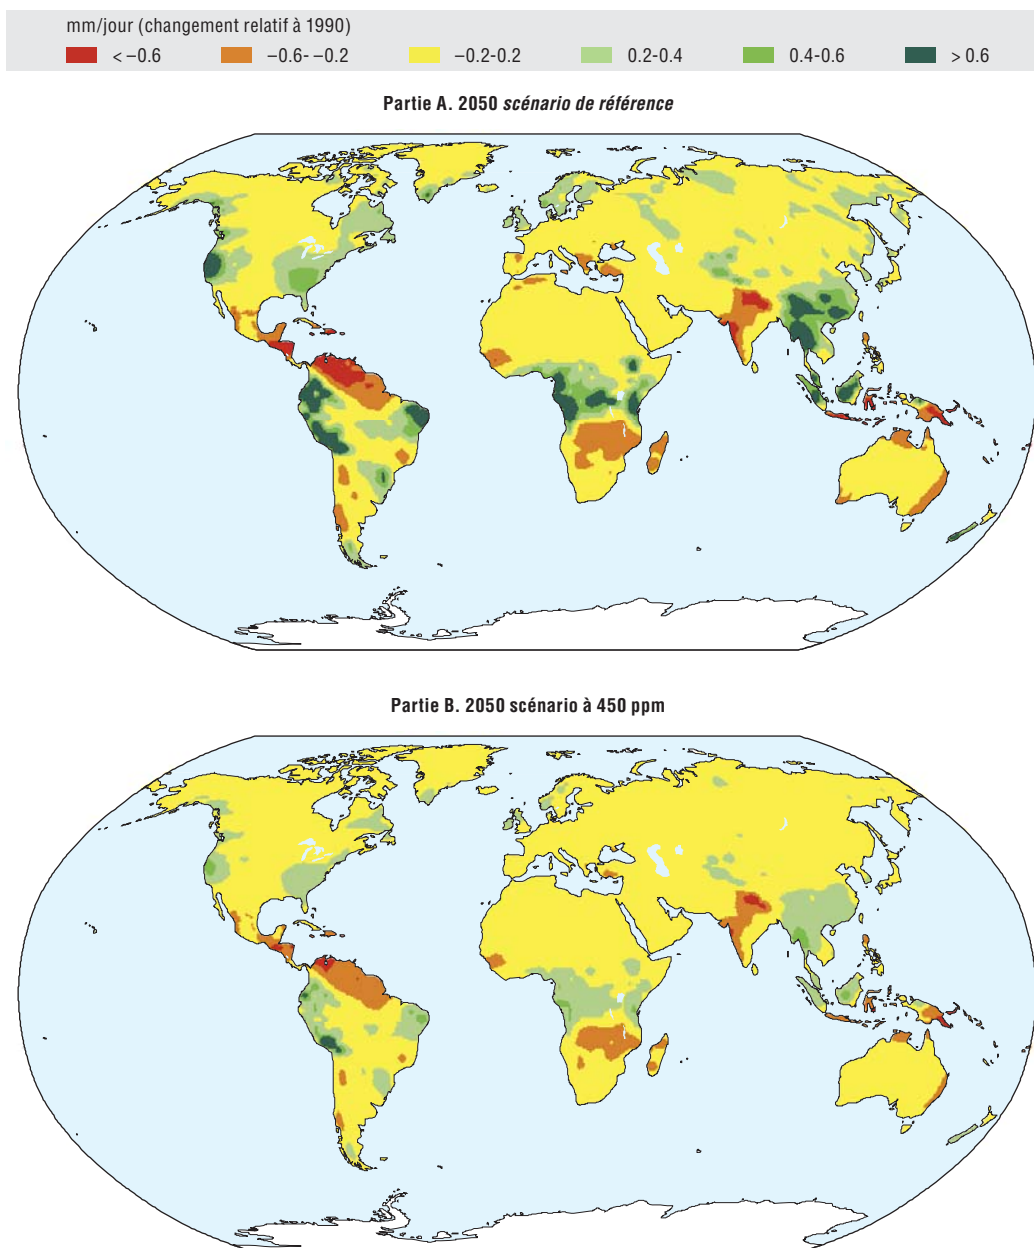 mm/jour (changement relatif à 1990)
< –0.6 –0.6- –0.2 –0.2-0.2 0.2-0.4 0.4-0.6 > 0.6
Partie A. 2050 scénario de référence
Partie B. 2050 scénario à 450 ppm